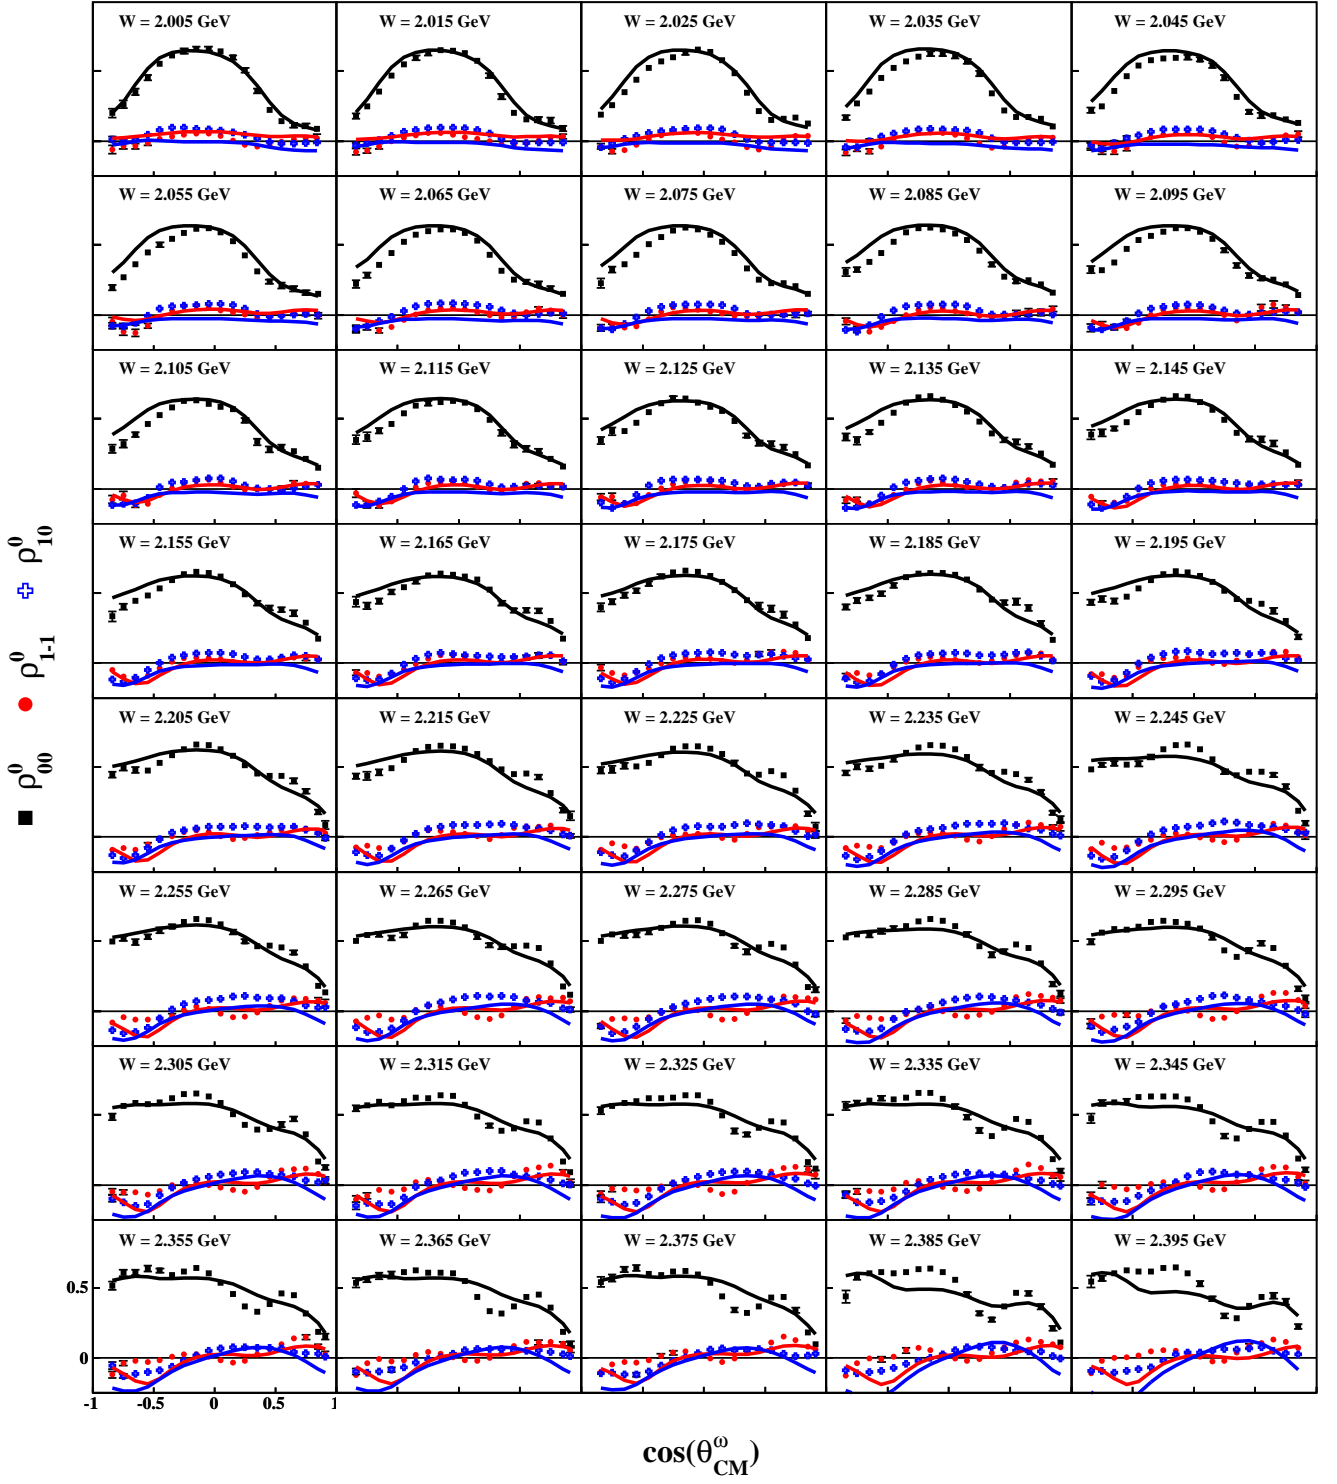 W = 2.005 GeV
W = 2.015 GeV
W = 2.025 GeV
W = 2.035 GeV
W = 2.045 GeV
W = 2.055 GeV
W = 2.065 GeV
W = 2.075 GeV
W = 2.085 GeV
W = 2.095 GeV
W = 2.105 GeV
W = 2.115 GeV
W = 2.125 GeV
W = 2.135 GeV
W = 2.145 GeV
W = 2.155 GeV
W = 2.165 GeV
W = 2.175 GeV
W = 2.185 GeV
W = 2.195 GeV
W = 2.205 GeV
W = 2.215 GeV
W = 2.225 GeV
W = 2.235 GeV
W = 2.245 GeV
W = 2.255 GeV
W = 2.265 GeV
W = 2.275 GeV
W = 2.285 GeV
W = 2.295 GeV
W = 2.305 GeV
W = 2.315 GeV
W = 2.325 GeV
W = 2.335 GeV
W = 2.345 GeV
W = 2.355 GeV
W = 2.365 GeV
W = 2.375 GeV
W = 2.385 GeV
W = 2.395 GeV
0.5
0
-1 -0.5 0 0.5 1
■ ρ⁰₀₀ ● ρ⁰₁₋₁ ✚ ρ⁰₁₀
cos(θ^ω_CM)